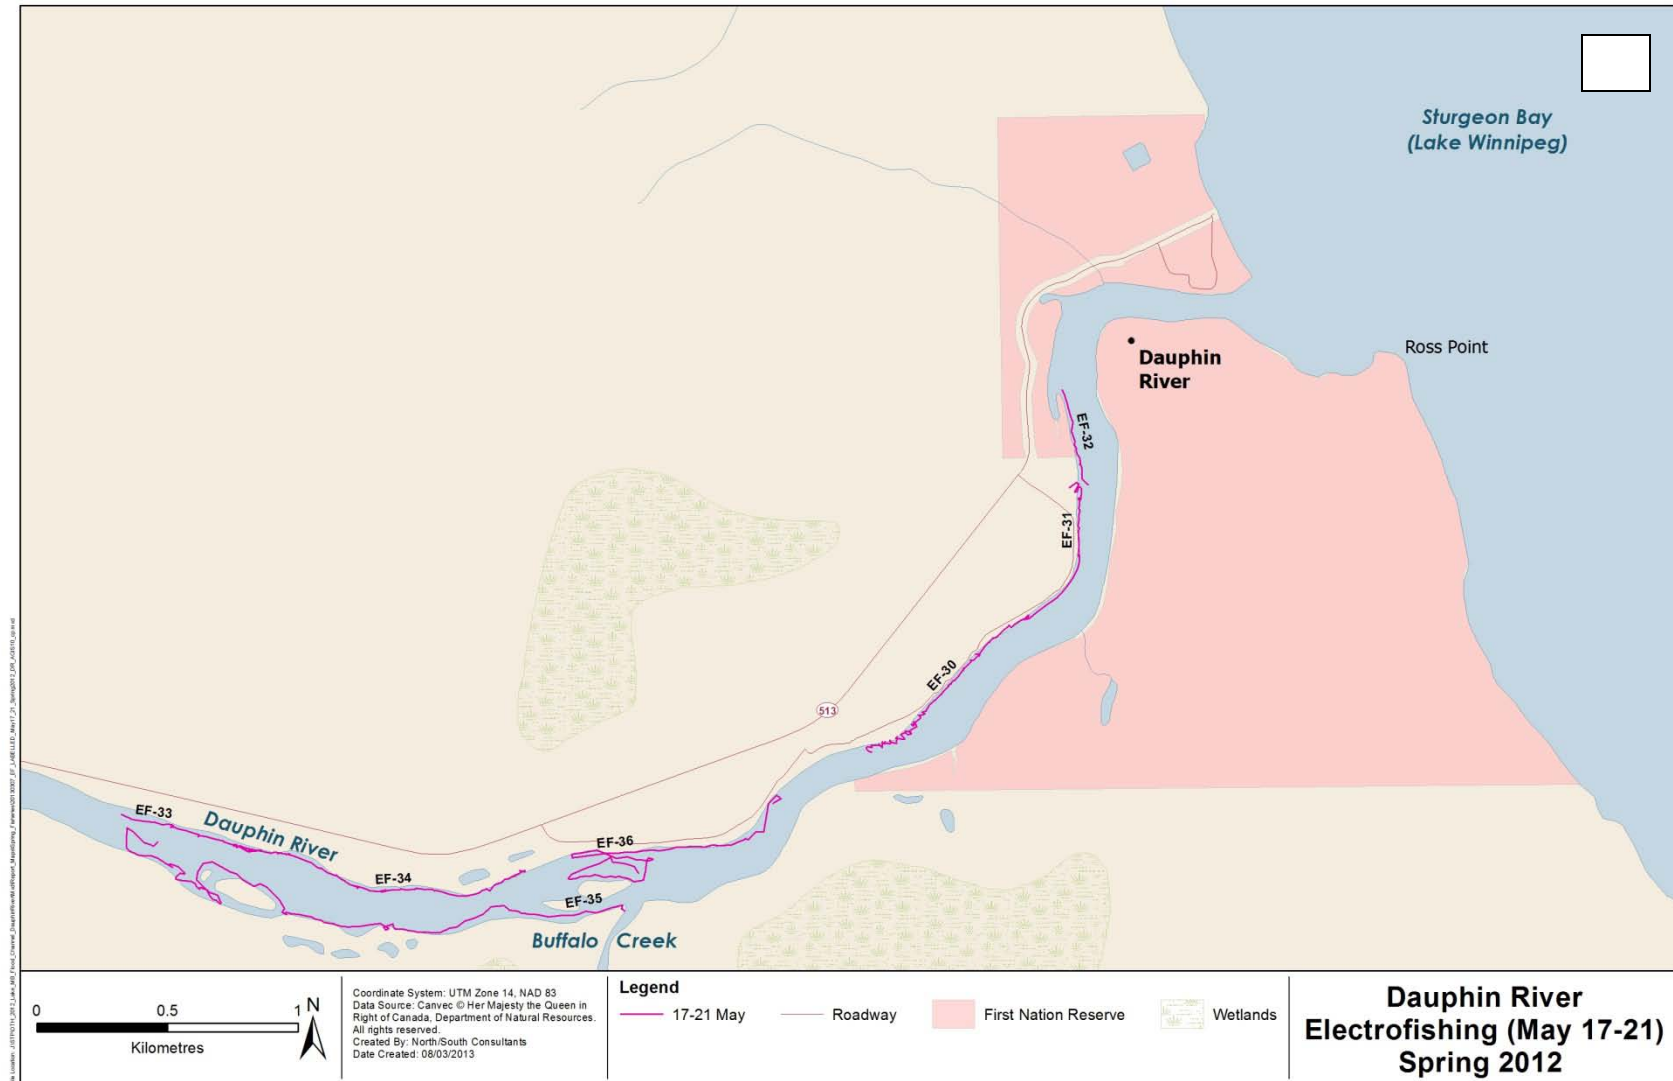 Sturgeon Bay
(Lake Winnipeg)
Ross Point
Dauphin
River
EF-32
EF-31
EF-30
513
EF-33
Dauphin River
EF-36
EF-34
EF-35
Buffalo Creek
0 0.5 1
Kilometres
N
Coordinate System: UTM Zone 14, NAD 83
Data Source: Canvec © Her Majesty the Queen in
Right of Canada, Department of Natural Resources.
All rights reserved.
Created By: North/South Consultants
Date Created: 08/03/2013
Legend
17-21 May
Roadway
First Nation Reserve
Wetlands
Dauphin River
Electrofishing (May 17-21)
Spring 2012